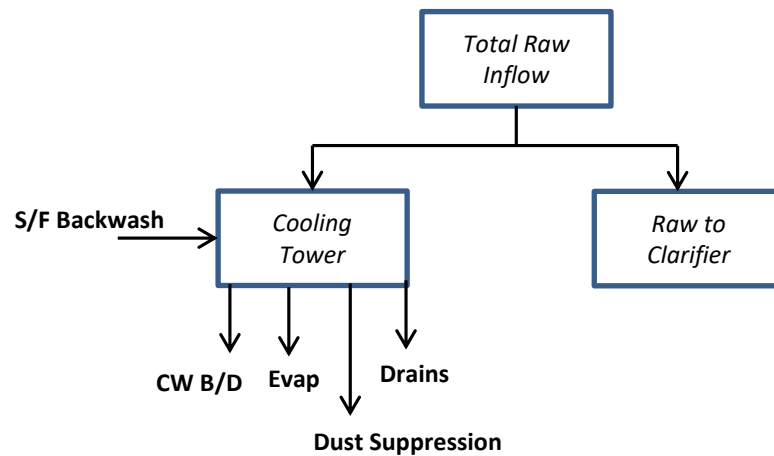 Total Raw
Inflow
S/F Backwash
Cooling
Tower
Raw to
Clarifier
CW B/D
Evap
Drains
Dust Suppression